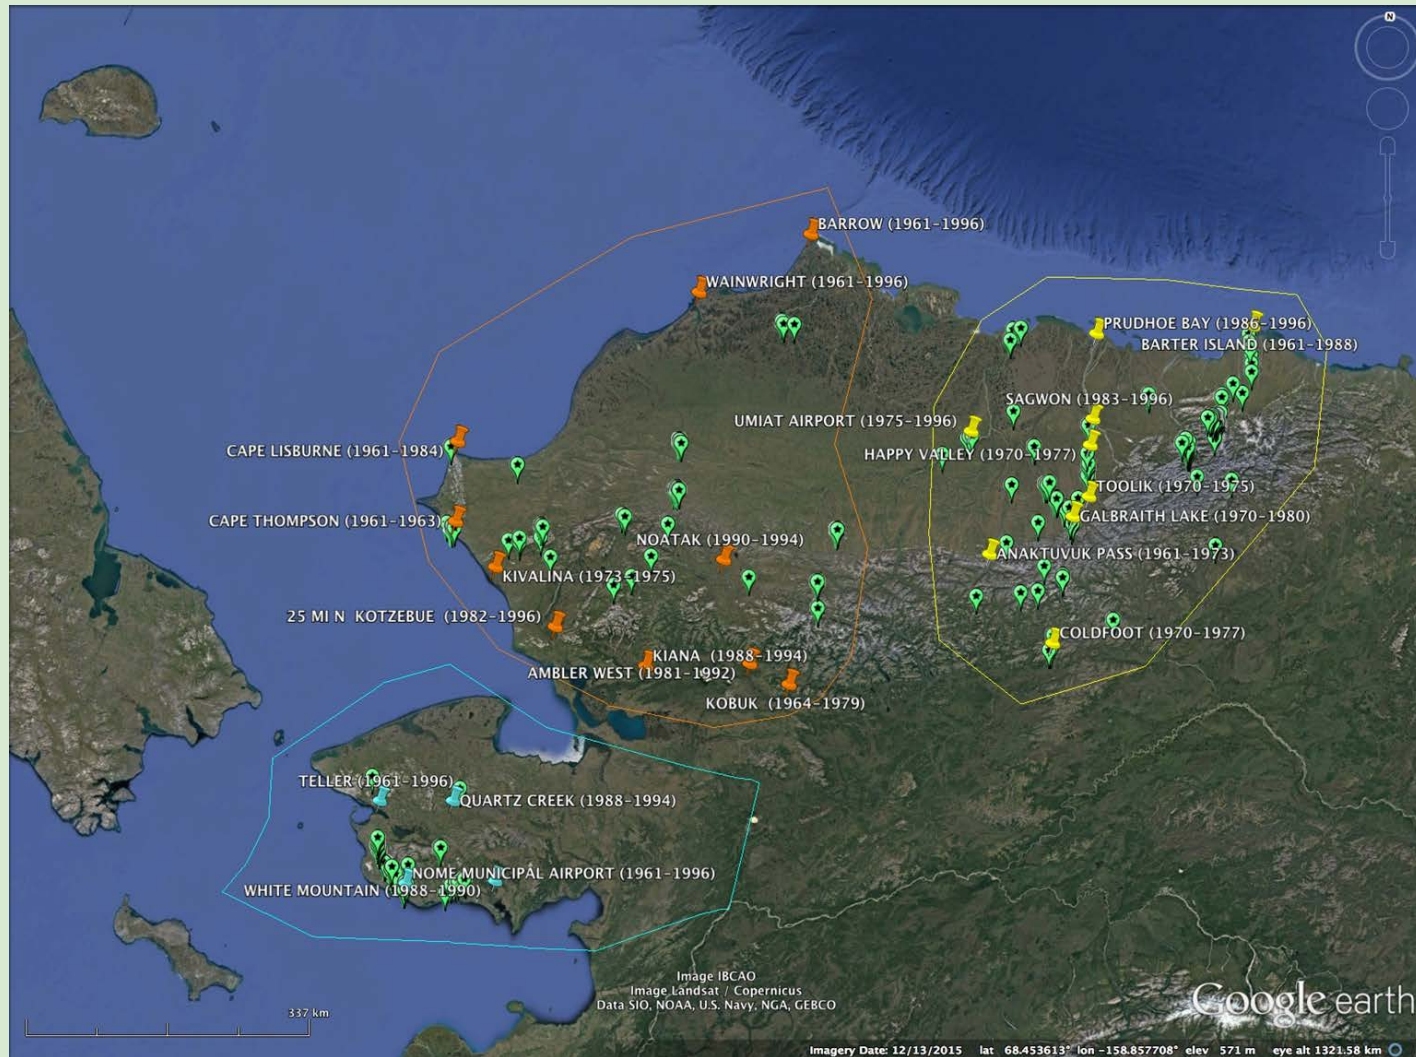 N
BARROW (1961-1996)
WAINWRIGHT (1961-1996)
PRUDHOE BAY (1986-1996)
BARTER ISLAND (1961-1988)
SAGWON (1983-1996)
UMIAT AIRPORT (1975-1996)
CAPE LISBURNE (1961-1984)
HAPPY VALLEY (1970-1977)
TOOLIK (1970-1975)
CAPE THOMPSON (1961-1963)
GALBRAITH LAKE (1970-1980)
NOATAK (1990-1994)
ANAKTUVUK PASS (1961-1973)
KIVALINA (1973-1975)
25 MI N KOTZEBUE (1982-1996)
COLDFOOT (1970-1977)
KIANA (1988-1994)
AMBLER WEST (1981-1992)
KOBUK (1964-1979)
TELLER (1961-1996)
QUARTZ CREEK (1988-1994)
NOME MUNICIPAL AIRPORT (1961-1996)
WHITE MOUNTAIN (1988-1990)
Image IBCAO
Image Landsat / Copernicus
Data SIO, NOAA, U.S. Navy, NGA, GEBCO
337 km
Google earth
Imagery Date: 12/13/2015 lat 68.453613° lon -158.857708° elev 571 m eye alt 1321.58 km